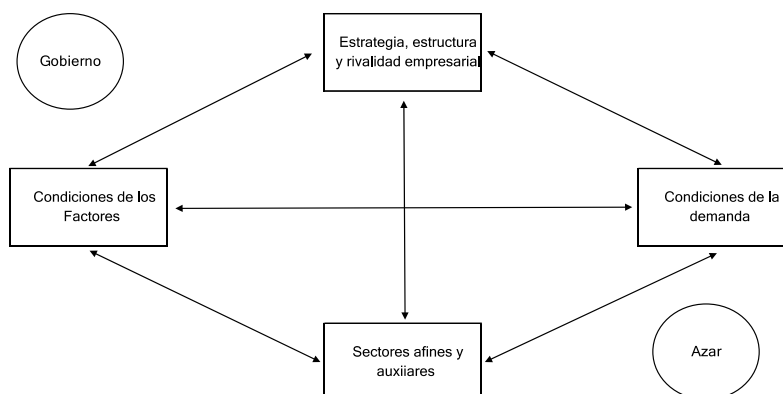 Gobierno
Estrategia, estructura
y rivalidad empresarial
Condiciones de los
Factores
Condiciones de la
demanda
Sectores afines y
auxiiares
Azar